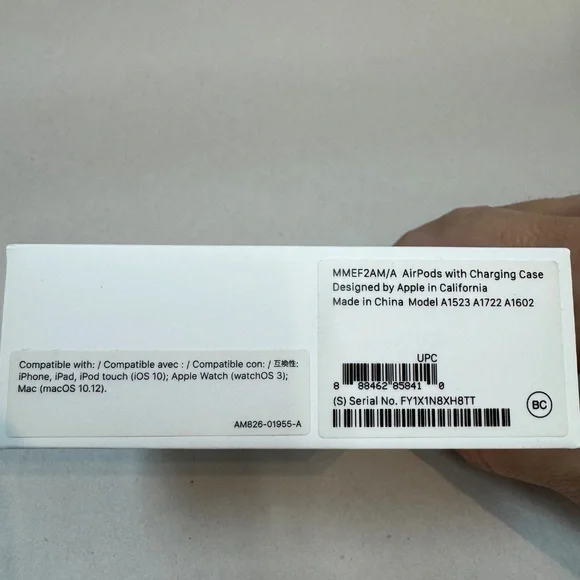 Compatible with: / Compatible avec : / Compatible con: / 互換性:
iPhone, iPad, iPod touch (iOS 10); Apple Watch (watchOS 3);
Mac (macOS 10.12).
AM826-01955-A
MMEF2AM/A AirPods with Charging Case
Designed by Apple in California
Made in China Model A1523 A1722 A1602
UPC
8 88462 85841 0
(S) Serial No. FY1X1N8XH8TT
BC